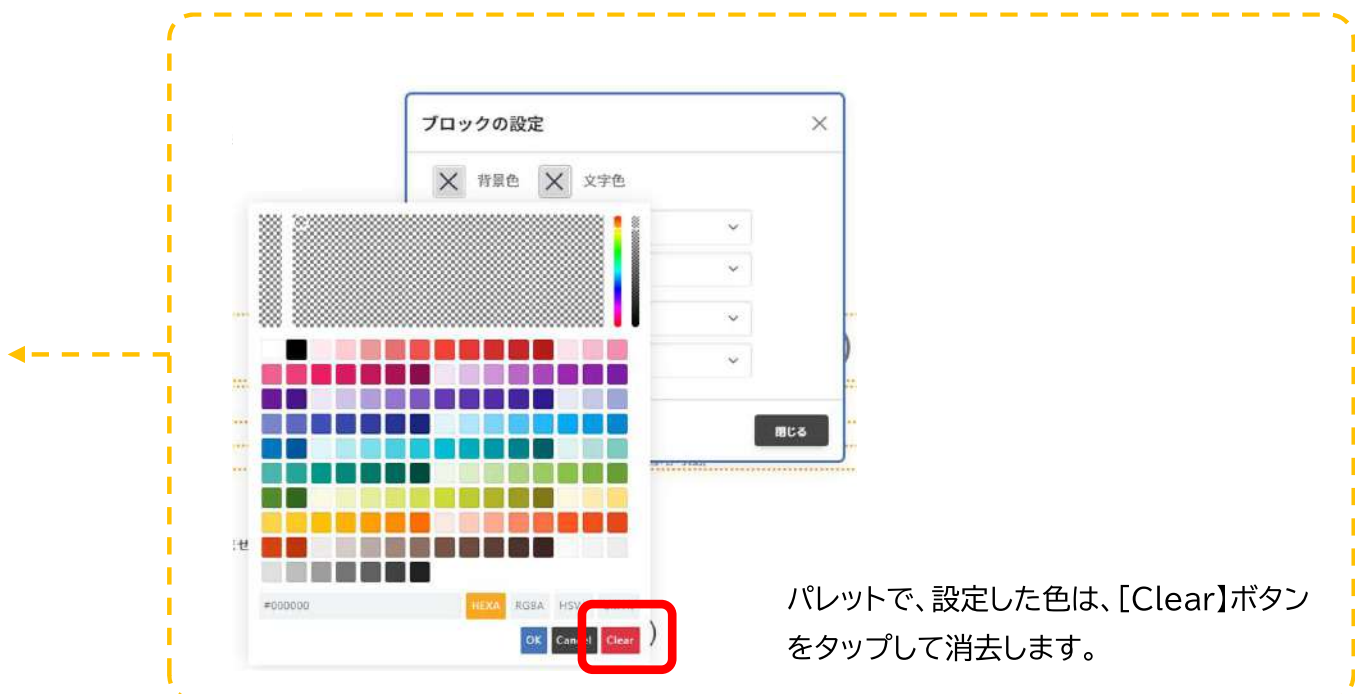 ブロックの設定
背景色 文字色
閉じる
#000000 HEXA RGBA HSV
OK Cancel Clear
パレットで、設定した色は、[Clear】ボタン
をタップして消去します。